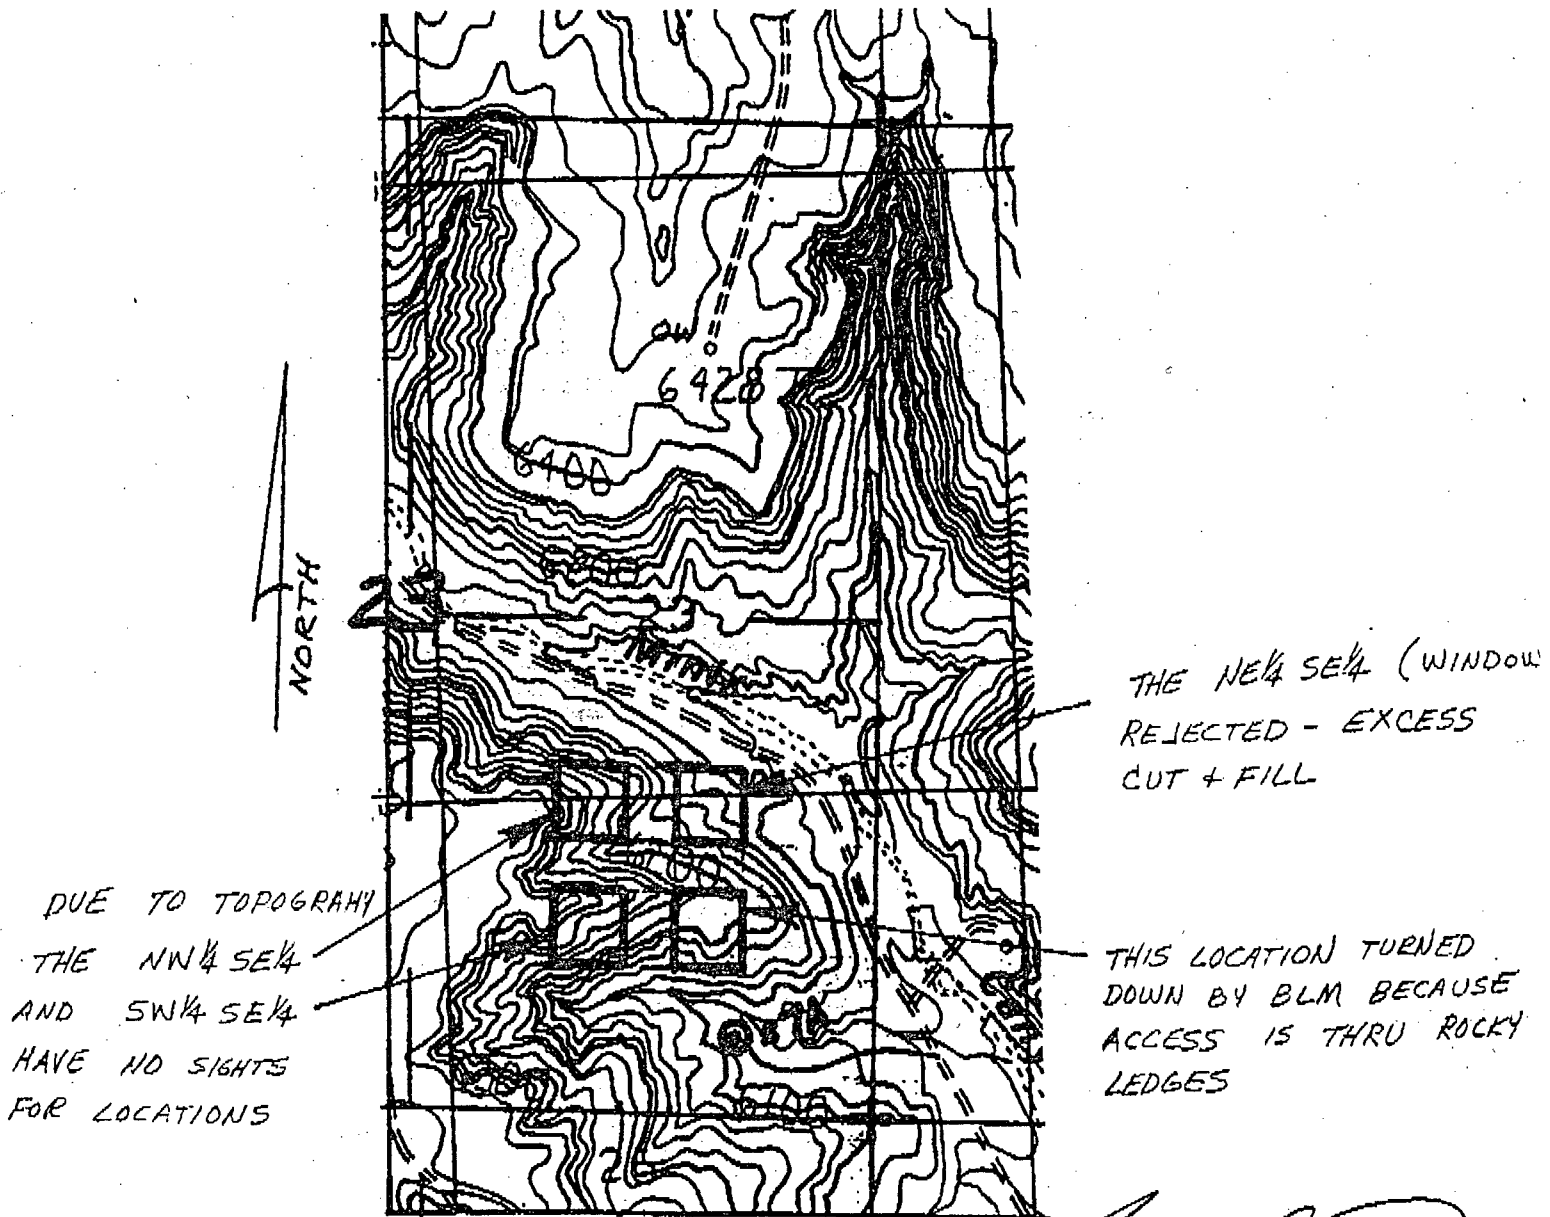 OW
6428 T
6400
NORTH
THE NE¼ SE¼ (WINDOW
REJECTED - EXCESS
CUT & FILL
DUE TO TOPOGRAHY
THE NW¼ SE¼
AND SW¼ SE¼
HAVE NO SIGHTS
FOR LOCATIONS
THIS LOCATION TURNED
DOWN BY BLM BECAUSE
ACCESS IS THRU ROCKY
LEDGES